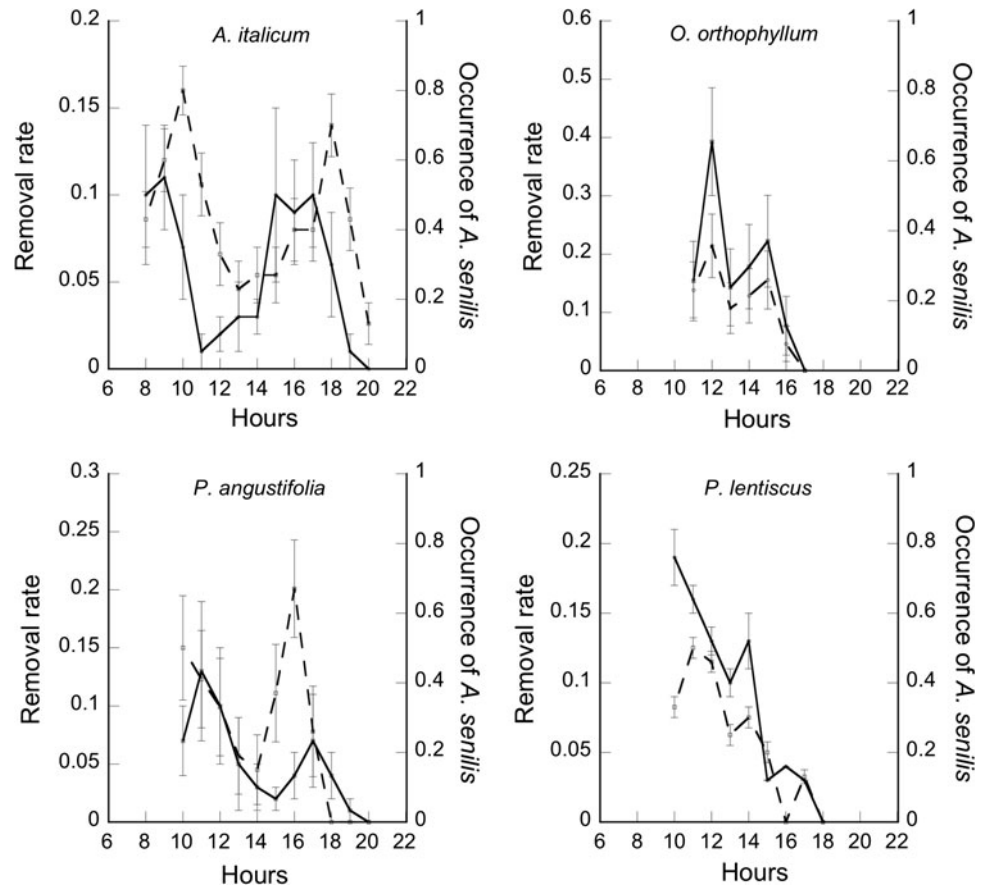 A. italicum
0.2
0.15
0.1
0.05
0
Removal rate
1
0.8
0.6
0.4
0.2
0
Occurrence of A. senilis
6 8 10 12 14 16 18 20 22
Hours
O. orthophyllum
0.6
0.5
0.4
0.3
0.2
0.1
0
Removal rate
1
0.8
0.6
0.4
0.2
0
Occurrence of A. senilis
6 8 10 12 14 16 18 20 22
Hours
P. angustifolia
0.3
0.25
0.2
0.15
0.1
0.05
0
Removal rate
1
0.8
0.6
0.4
0.2
0
Occurrence of A. senilis
6 8 10 12 14 16 18 20 22
Hours
P. lentiscus
0.25
0.2
0.15
0.1
0.05
0
Removal rate
1
0.8
0.6
0.4
0.2
0
Occurrence of A. senilis
6 8 10 12 14 16 18 20 22
Hours